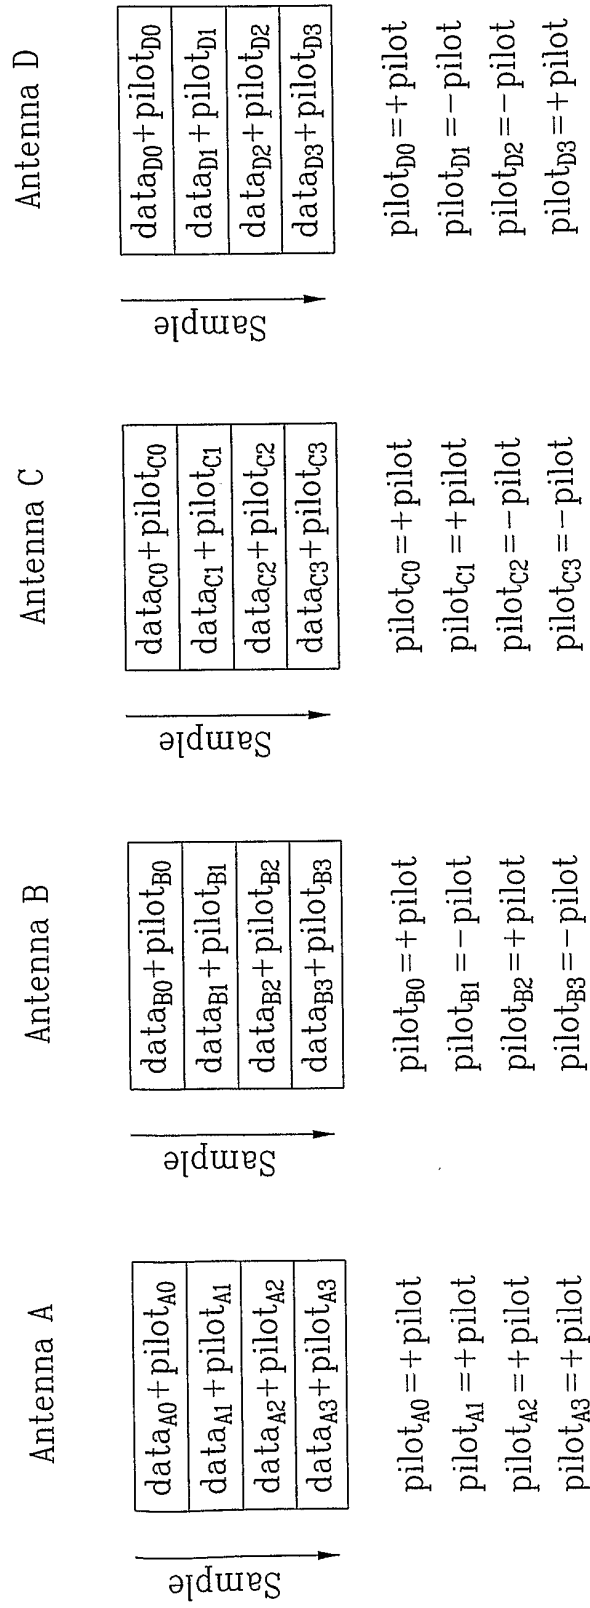 Antenna A
Sample
data_A0+pilot_A0
data_A1+pilot_A1
data_A2+pilot_A2
data_A3+pilot_A3
pilot_A0=+pilot
pilot_A1=+pilot
pilot_A2=+pilot
pilot_A3=+pilot
Antenna B
Sample
data_B0+pilot_B0
data_B1+pilot_B1
data_B2+pilot_B2
data_B3+pilot_B3
pilot_B0=+pilot
pilot_B1=−pilot
pilot_B2=+pilot
pilot_B3=−pilot
Antenna C
Sample
data_C0+pilot_C0
data_C1+pilot_C1
data_C2+pilot_C2
data_C3+pilot_C3
pilot_C0=+pilot
pilot_C1=+pilot
pilot_C2=−pilot
pilot_C3=−pilot
Antenna D
Sample
data_D0+pilot_D0
data_D1+pilot_D1
data_D2+pilot_D2
data_D3+pilot_D3
pilot_D0=+pilot
pilot_D1=−pilot
pilot_D2=−pilot
pilot_D3=+pilot